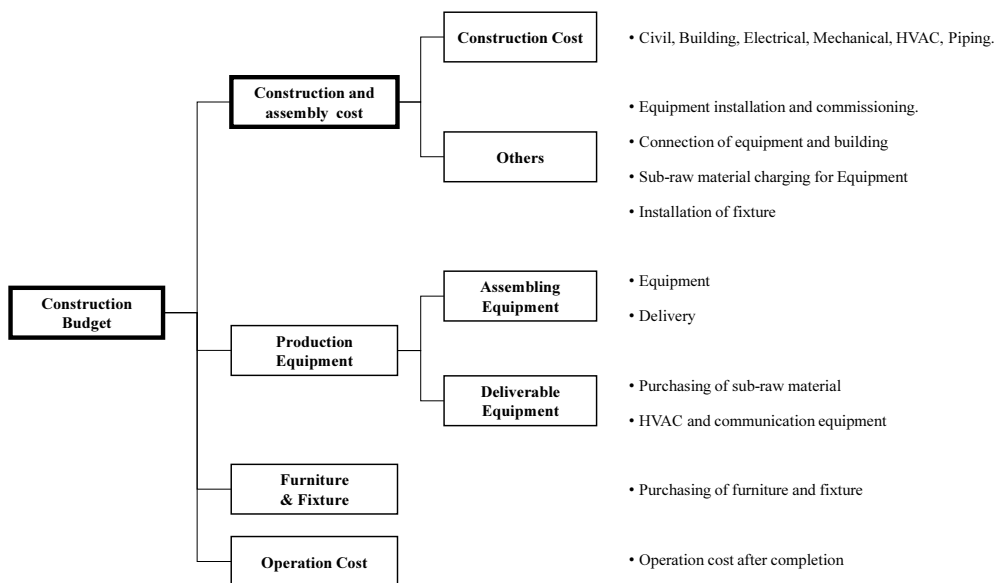 Construction Cost
• Civil, Building, Electrical, Mechanical, HVAC, Piping.
Construction and
assembly cost
• Equipment installation and commissioning.
• Connection of equipment and building
Others
• Sub-raw material charging for Equipment
• Installation of fixture
Construction
Budget
Assembling
Equipment
• Equipment
• Delivery
Production
Equipment
Deliverable
Equipment
• Purchasing of sub-raw material
• HVAC and communication equipment
Furniture
& Fixture
• Purchasing of furniture and fixture
Operation Cost
• Operation cost after completion